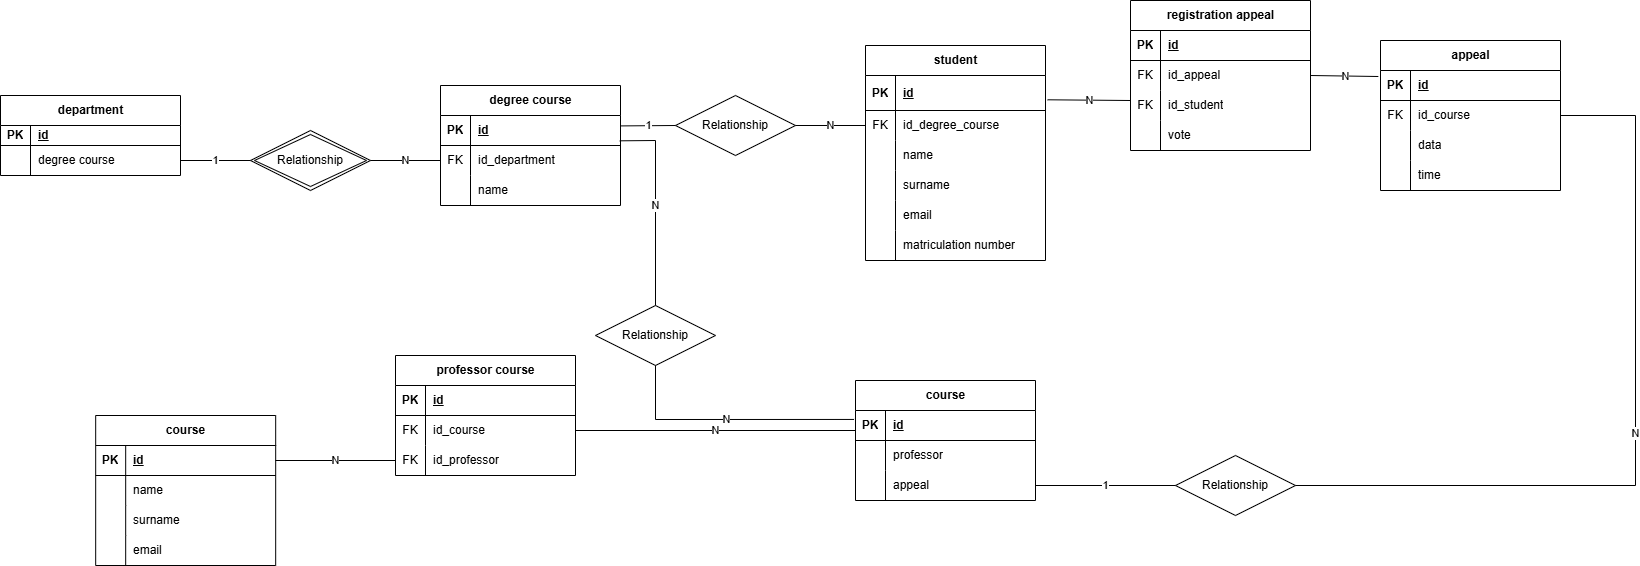 department
PK id
degree course
1
Relationship
N
degree course
PK id
FK id_department
name
1
Relationship
N
student
PK id
FK id_degree_course
name
surname
email
matriculation number
N
registration appeal
PK id
FK id_appeal
FK id_student
vote
N
appeal
PK id
FK id_course
data
time
N
Relationship
N
course
PK id
name
surname
email
N
professor course
PK id
FK id_course
FK id_professor
N
course
PK id
professor
appeal
1
Relationship
N